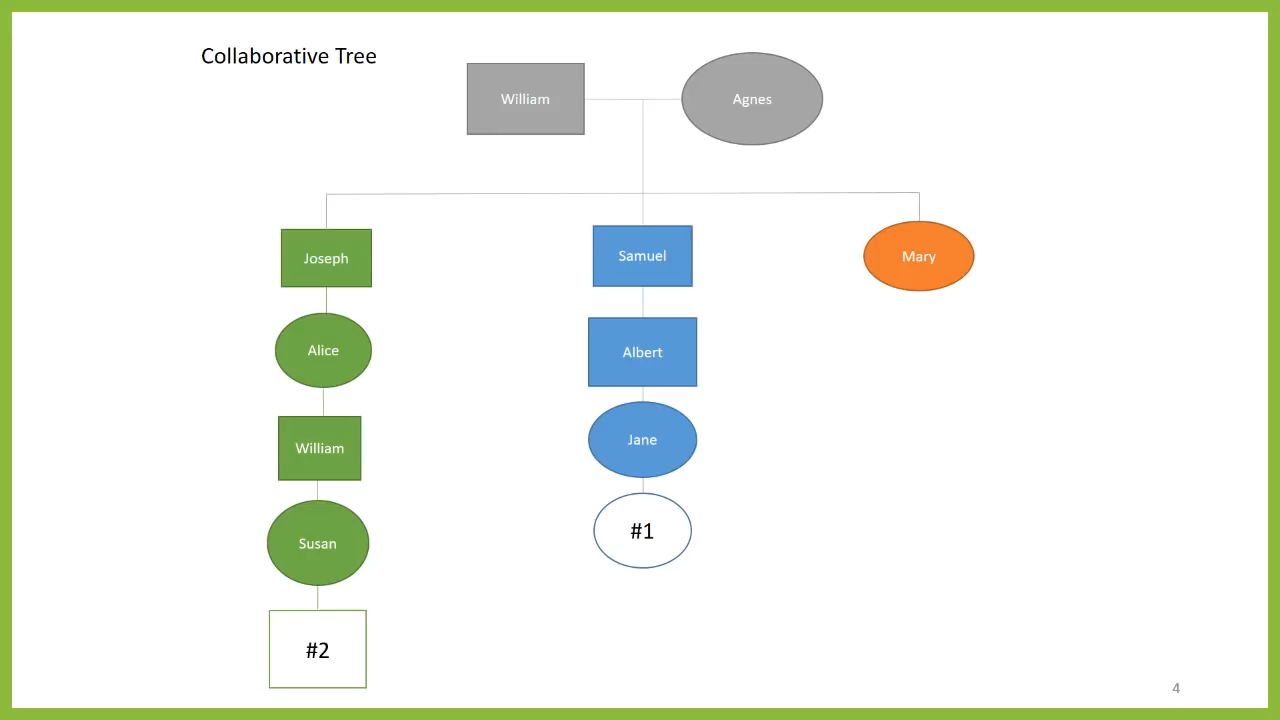 Collaborative Tree
William
Agnes
Joseph
Samuel
Mary
Alice
Albert
William
Jane
Susan
#1
#2
4